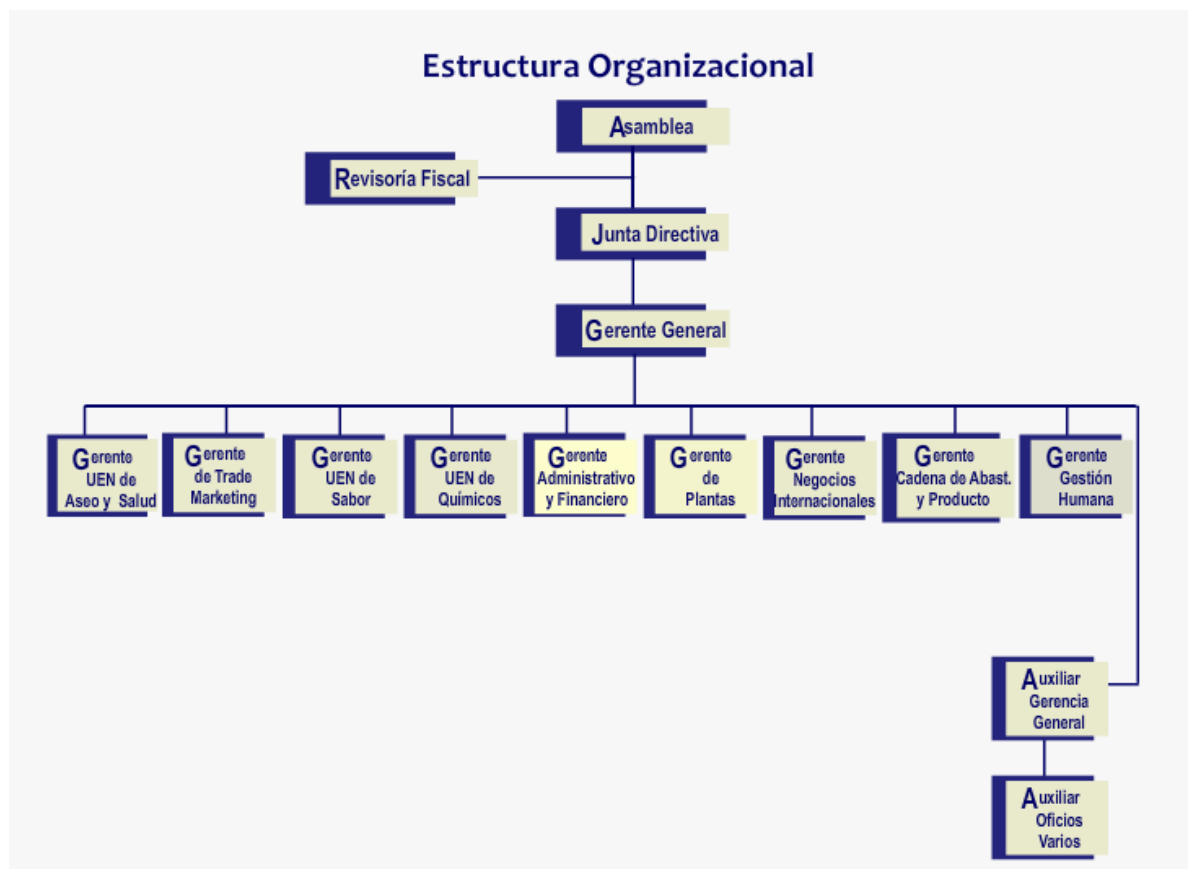 Estructura Organizacional
Asamblea
Revisoría Fiscal
Junta Directiva
Gerente General
Gerente
UEN de
Aseo y Salud
Gerente
de Trade
Marketing
Gerente
UEN de
Sabor
Gerente
UEN de
Químicos
Gerente
Administrativo
y Financiero
Gerente
de
Plantas
Gerente
Negocios
Internacionales
Gerente
Cadena de Abast.
y Producto
Gerente
Gestión
Humana
Auxiliar
Gerencia
General
Auxiliar
Oficios
Varios